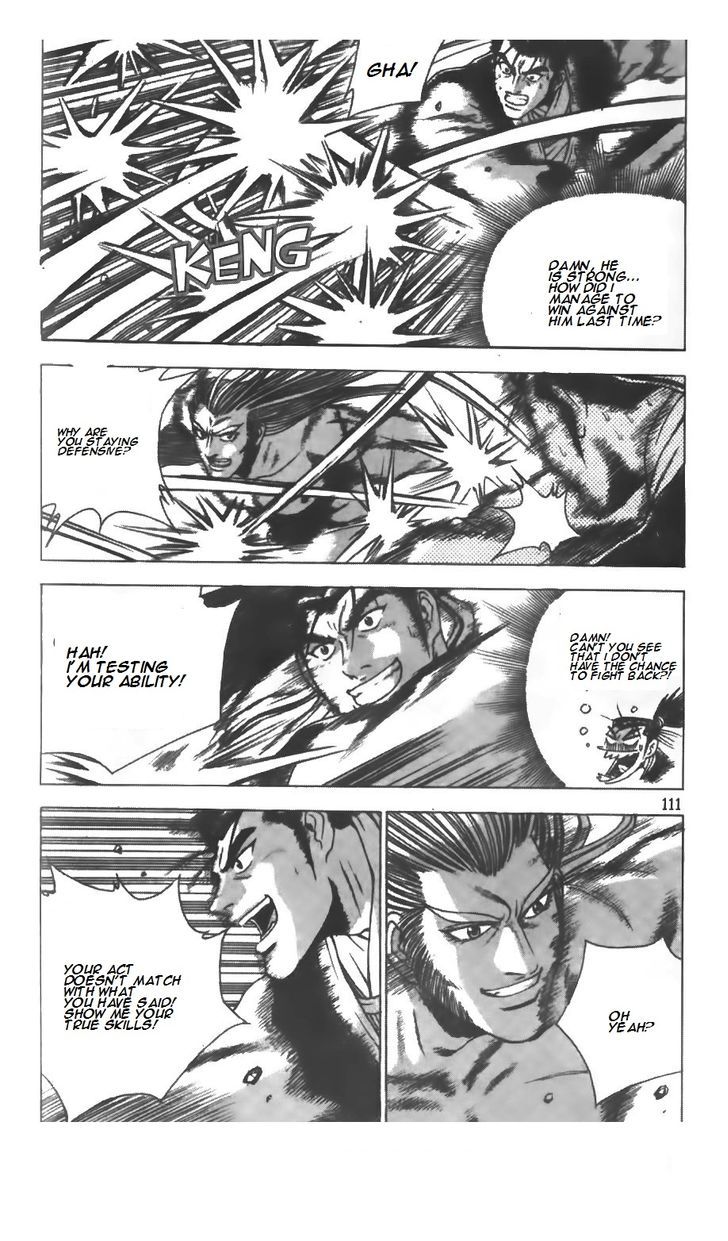 GHA!
KENG
DAMN, HE
IS STRONG...
HOW DID I
MANAGE TO
WIN AGAINST
HIM LAST TIME?
WHY ARE
YOU STAYING
DEFENSIVE?
HAH!
I'M TESTING
YOUR ABILITY!
DAMN!
CAN'T YOU SEE
THAT I DON'T
HAVE THE CHANCE
TO FIGHT BACK?!
111
YOUR ACT
DOESN'T MATCH
WITH WHAT
YOU HAVE SAID!
SHOW ME YOUR
TRUE SKILLS!
OH
YEAH?